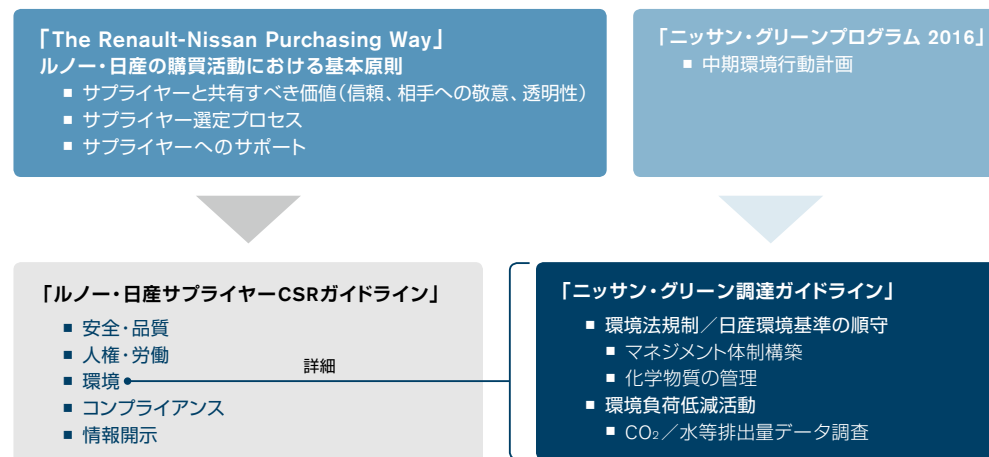 「The Renault-Nissan Purchasing Way」
ルノー・日産の購買活動における基本原則
■ サプライヤーと共有すべき価値（信頼、相手への敬意、透明性）
■ サプライヤー選定プロセス
■ サプライヤーへのサポート
「ニッサン・グリーンプログラム 2016」
■ 中期環境行動計画
「ルノー・日産サプライヤーCSRガイドライン」
■ 安全・品質
■ 人権・労働
■ 環境
■ コンプライアンス
■ 情報開示
詳細
「ニッサン・グリーン調達ガイドライン」
■ 環境法規制／日産環境基準の順守
■ マネジメント体制構築
■ 化学物質の管理
■ 環境負荷低減活動
■ CO₂／水等排出量データ調査